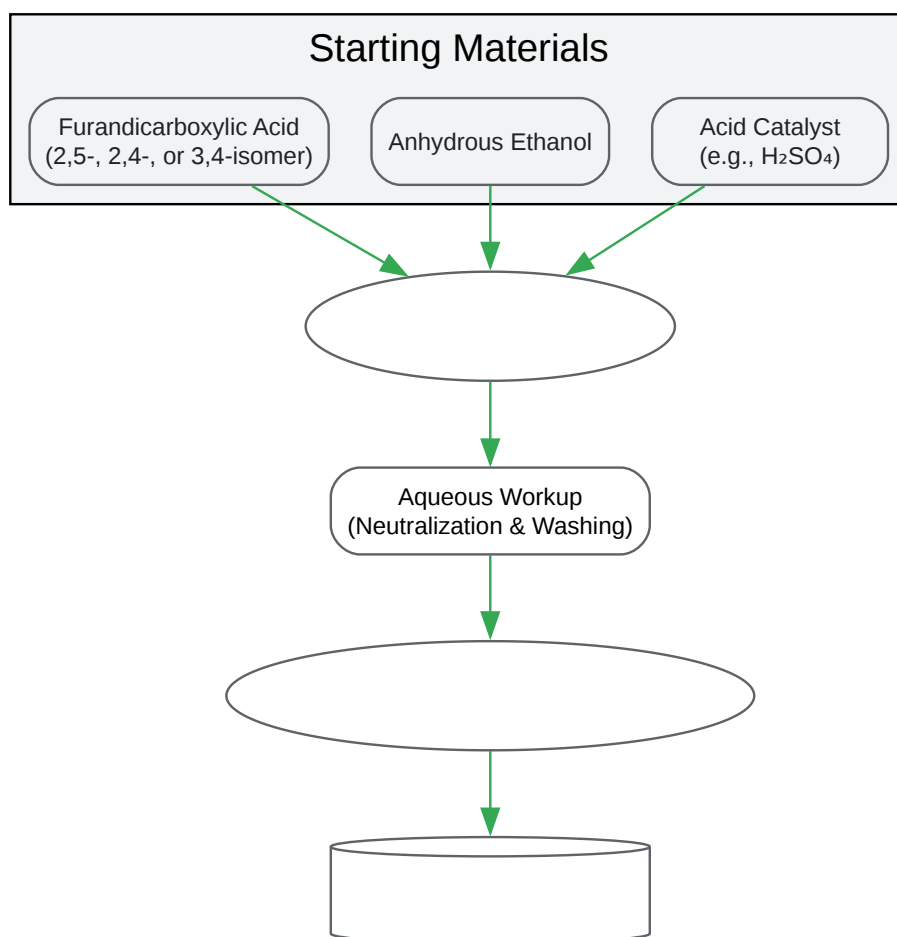 Starting Materials
Furandicarboxylic Acid
(2,5-, 2,4-, or 3,4-isomer)
Anhydrous Ethanol
Acid Catalyst
(e.g., H₂SO₄)
Aqueous Workup
(Neutralization & Washing)